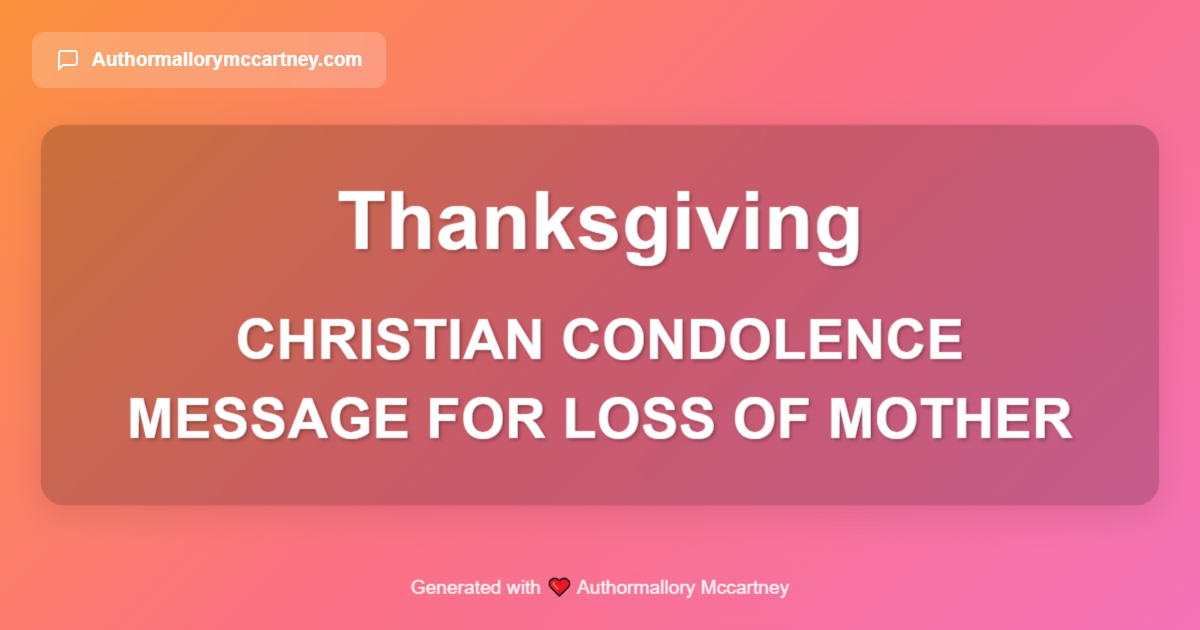 Authormallorymccartney.com
Thanksgiving
CHRISTIAN CONDOLENCE
MESSAGE FOR LOSS OF MOTHER
Generated with ❤️ Authormallory Mccartney